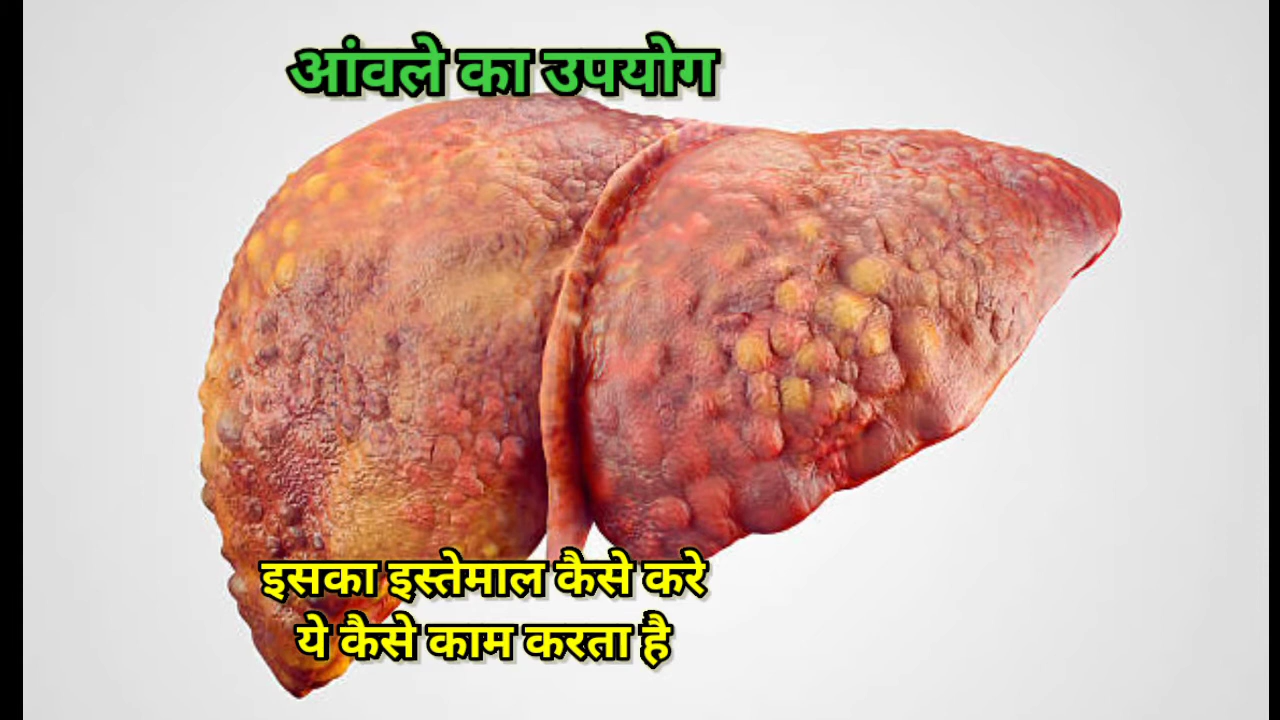 आंवले का उपयोग
इसका इस्तेमाल कैसे करे
ये कैसे काम करता है